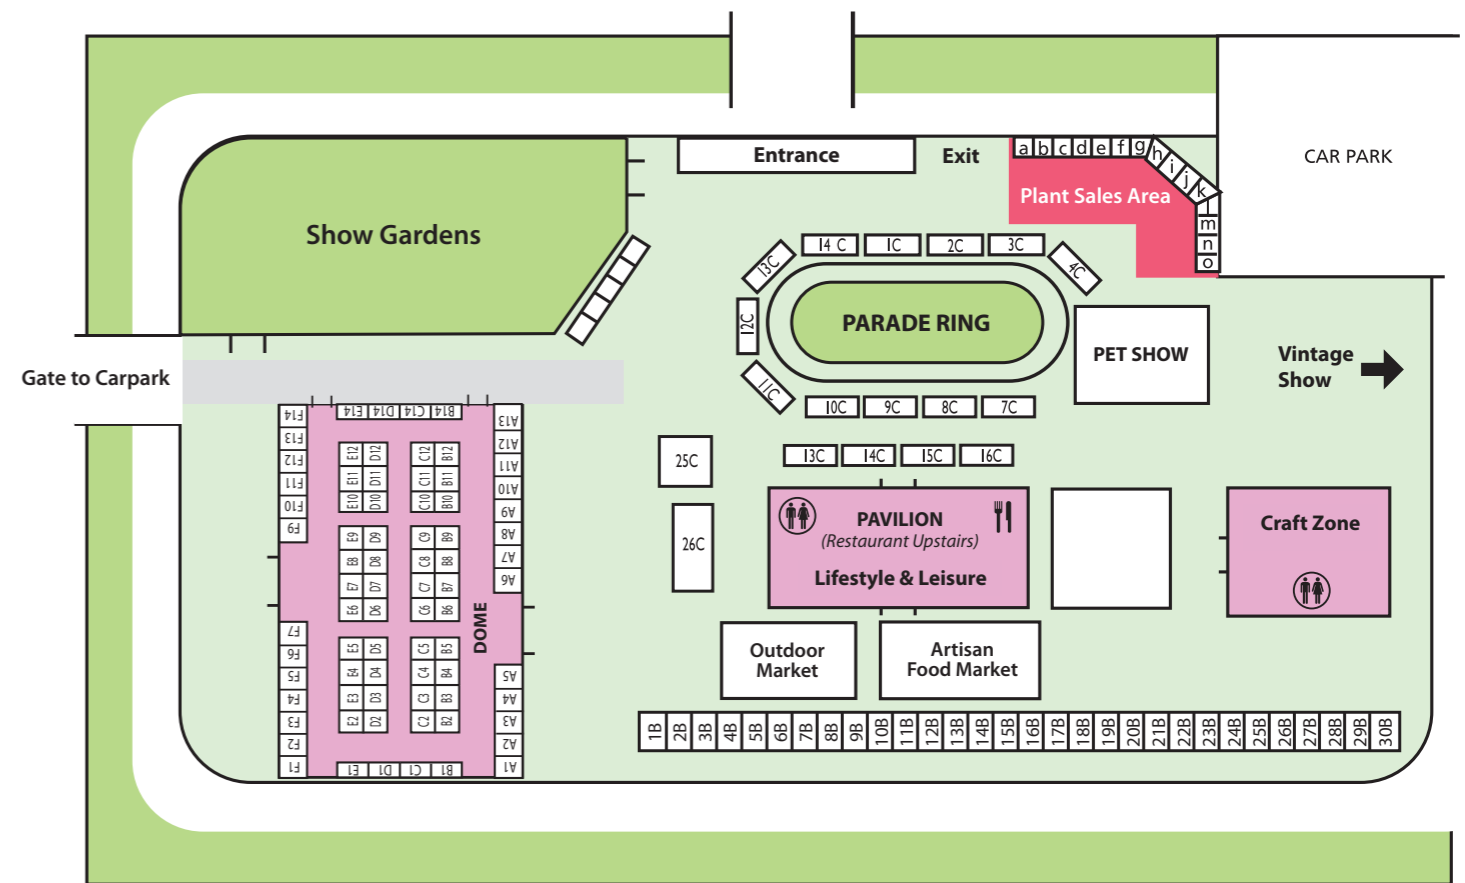 Entrance
Exit
a b c d e f g h i j k l m n o
CAR PARK
Plant Sales Area
Show Gardens
13C
14 C
1C
2C
3C
4C
12C
PARADE RING
PET SHOW
Vintage
Show
Gate to Carpark
11C
10C
9C
8C
7C
13C
14C
15C
16C
25C
26C
PAVILION
(Restaurant Upstairs)
Lifestyle & Leisure
Craft Zone
Outdoor
Market
Artisan
Food Market
DOME
F14
F13
F12
F11
F10
F9
F7
F6
F5
F4
F3
F2
F1
E14 D14 C14 B14
E12 D12 C12 B12
E11 D11 C11 B11
E10 D10 C10 B10
E9 D9 C9 B9
E8 D8 C8 B8
E7 D7 C7 B7
E6 D6 C6 B6
E5 D5 C5 B5
E4 D4 C4 B4
E3 D3 C3 B3
E2 D2 C2 B2
E1 D1 C1 B1
A13
A12
A11
A10
A9
A8
A7
A6
A5
A4
A3
A2
A1
1B 2B 3B 4B 5B 6B 7B 8B 9B 10B 11B 12B 13B 14B 15B 16B 17B 18B 19B 20B 21B 22B 23B 24B 25B 26B 27B 28B 29B 30B